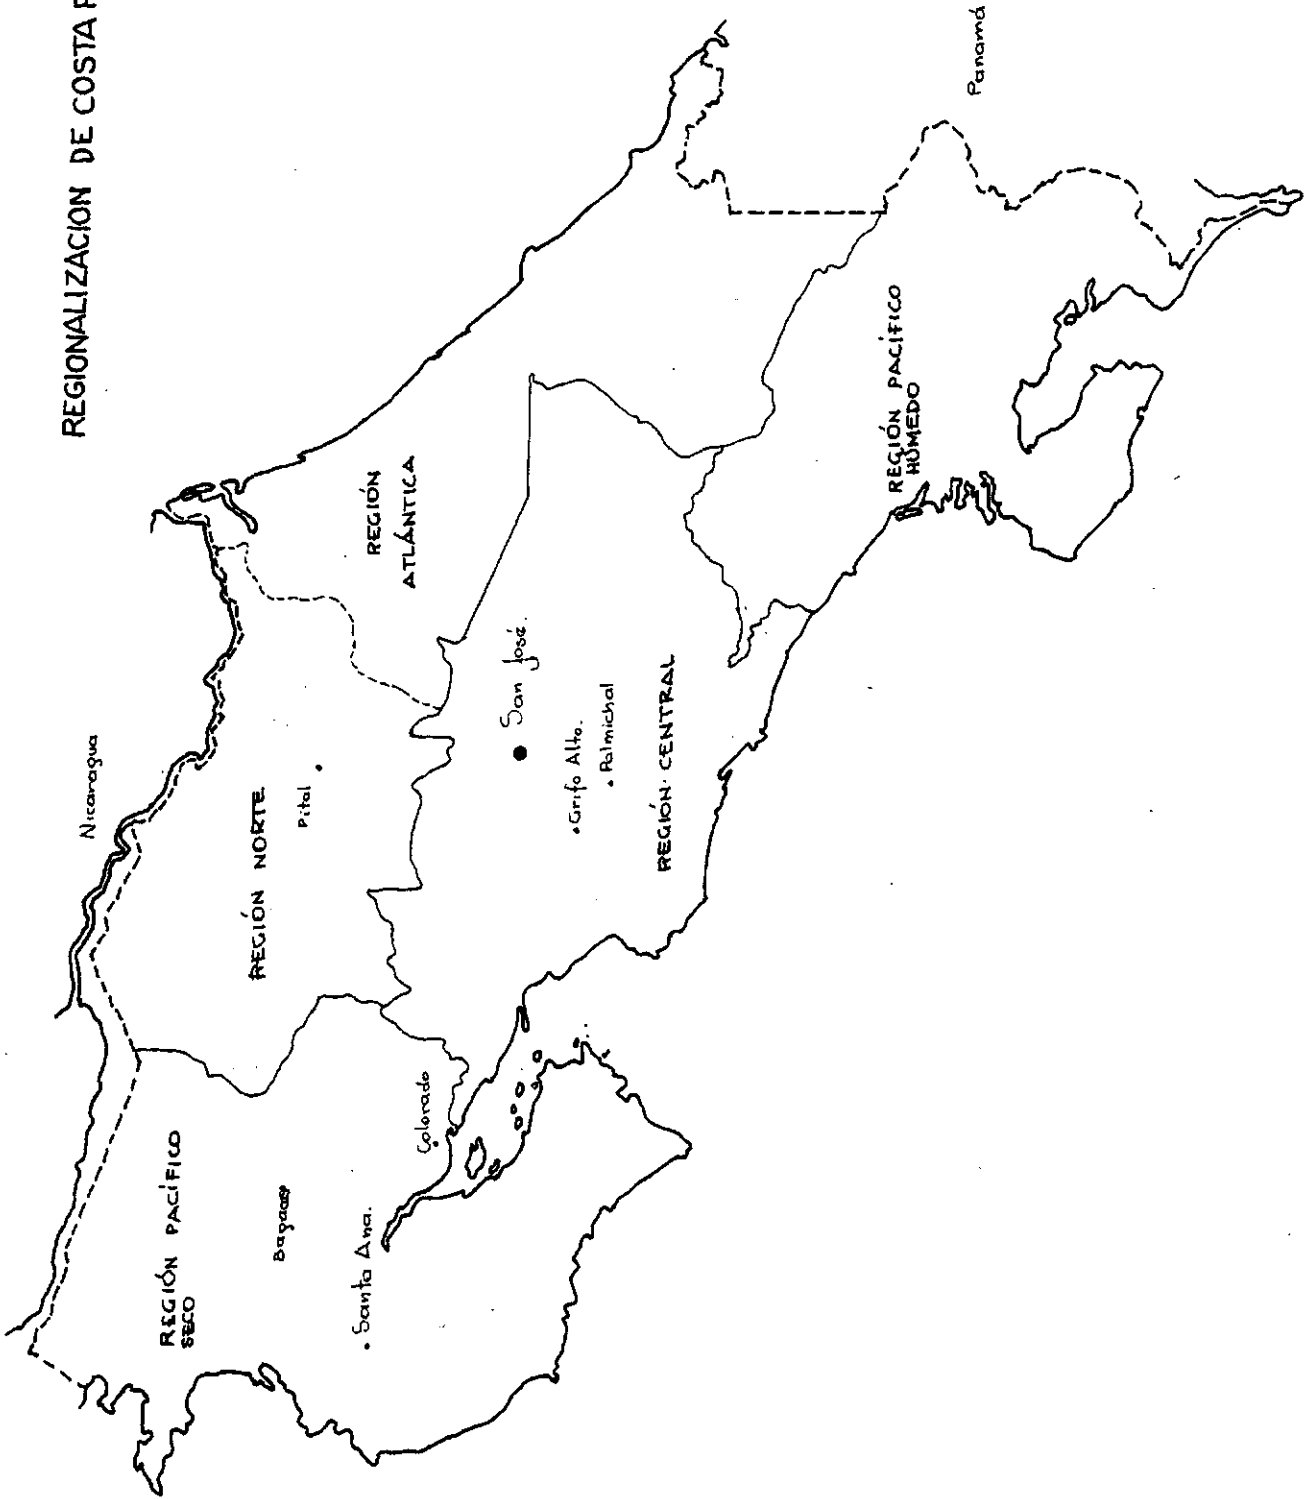 REGIONALIZACION DE COSTA
Nicaragua
REGIÓN
ATLÁNTICA
Panamá
REGIÓN NORTE
Pital
San José.
Grifo Alto.
Palmichal
REGIÓN CENTRAL
REGIÓN PACÍFICO
HÚMEDO
REGIÓN PACÍFICO
SECO
Colorado
Santa Ana.